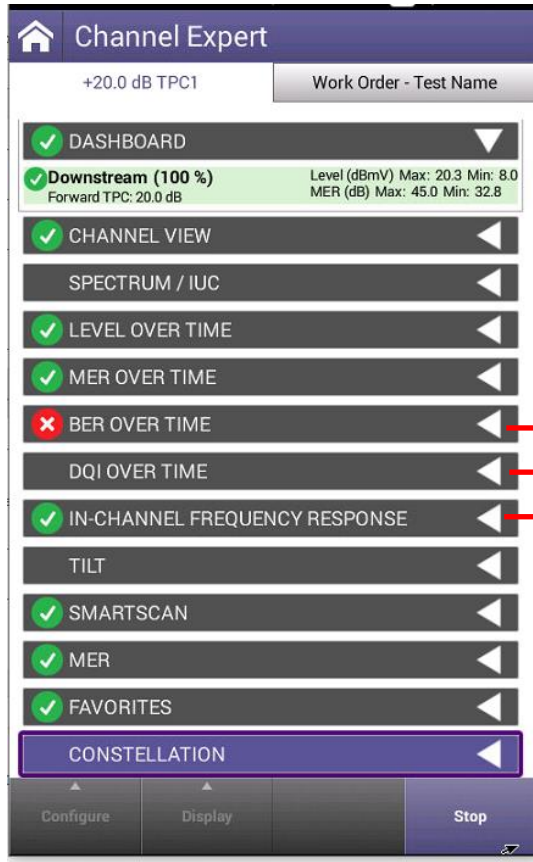 Channel Expert
+20.0 dB TPC1
Work Order - Test Name
DASHBOARD
Downstream (100 %)
Level (dBmV) Max: 20.3 Min: 8.0
Forward TPC: 20.0 dB
MER (dB) Max: 45.0 Min: 32.8
CHANNEL VIEW
SPECTRUM / IUC
LEVEL OVER TIME
MER OVER TIME
BER OVER TIME
DQI OVER TIME
IN-CHANNEL FREQUENCY RESPONSE
TILT
SMARTSCAN
MER
FAVORITES
CONSTELLATION
Configure
Display
Stop